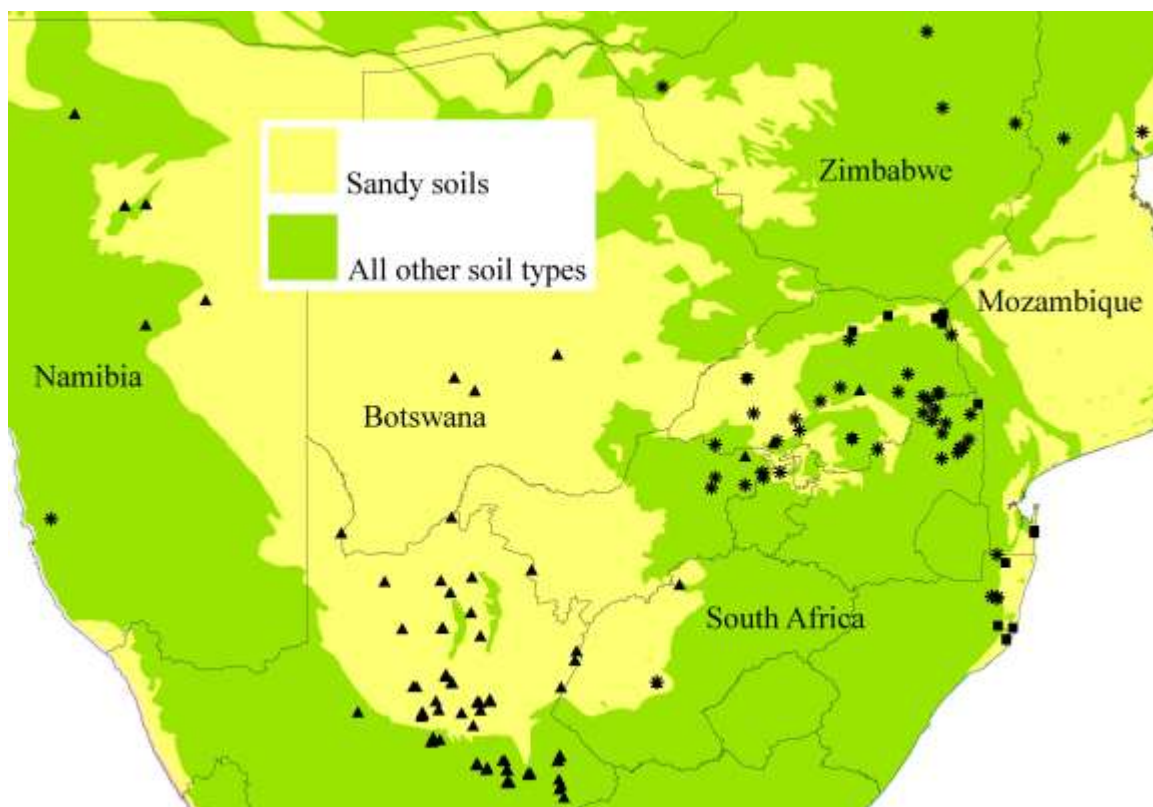 Zimbabwe
Sandy soils
All other soil types
Mozambique
Namibia
Botswana
South Africa